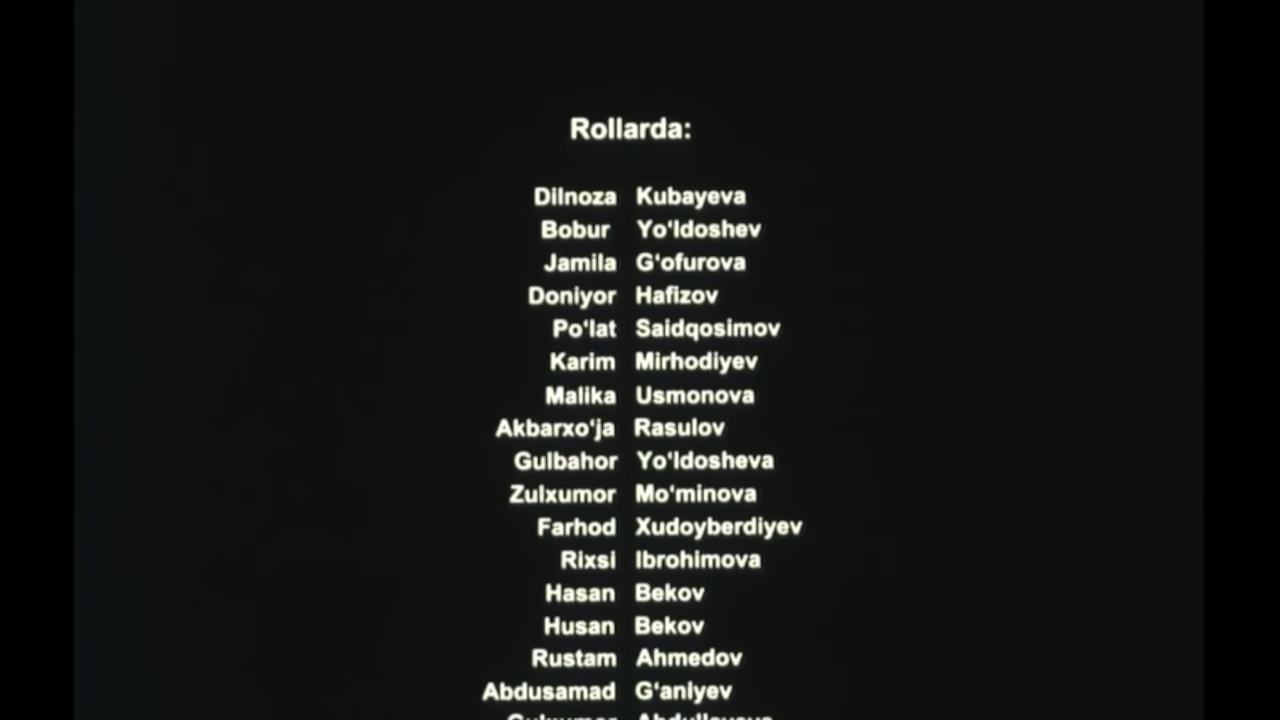 Rollarda:
Dilnoza Kubayeva
Bobur Yo‘ldoshev
Jamila G‘ofurova
Doniyor Hafizov
Po‘lat Saidqosimov
Karim Mirhodiyev
Malika Usmonova
Akbarxo‘ja Rasulov
Gulbahor Yo‘ldosheva
Zulxumor Mo‘minova
Farhod Xudoyberdiyev
Rixsi Ibrohimova
Hasan Bekov
Husan Bekov
Rustam Ahmedov
Abdusamad G‘aniyev